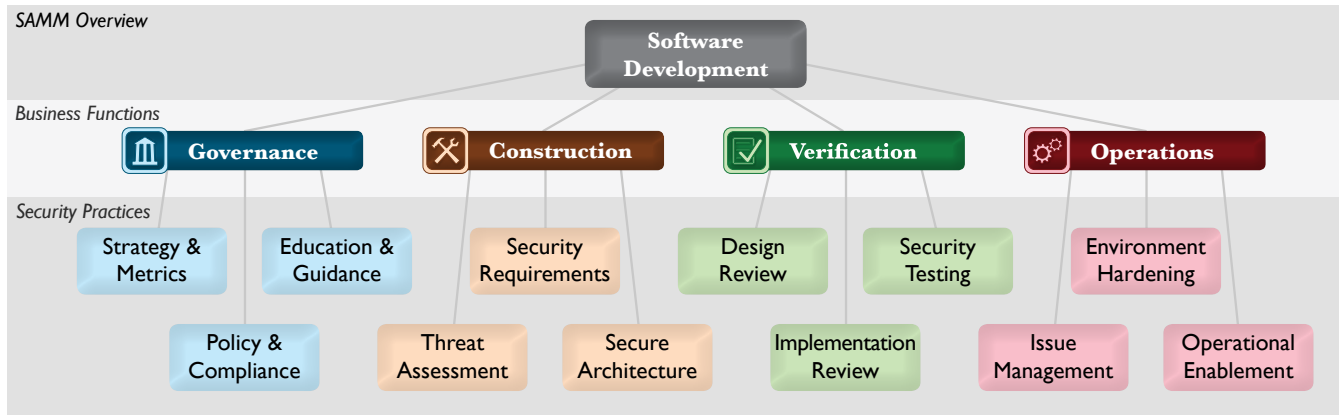 SAMM Overview
Software
Development
Business Functions
Governance
Construction
Verification
Operations
Security Practices
Strategy &
Metrics
Education &
Guidance
Security
Requirements
Design
Review
Security
Testing
Environment
Hardening
Policy &
Compliance
Threat
Assessment
Secure
Architecture
Implementation
Review
Issue
Management
Operational
Enablement